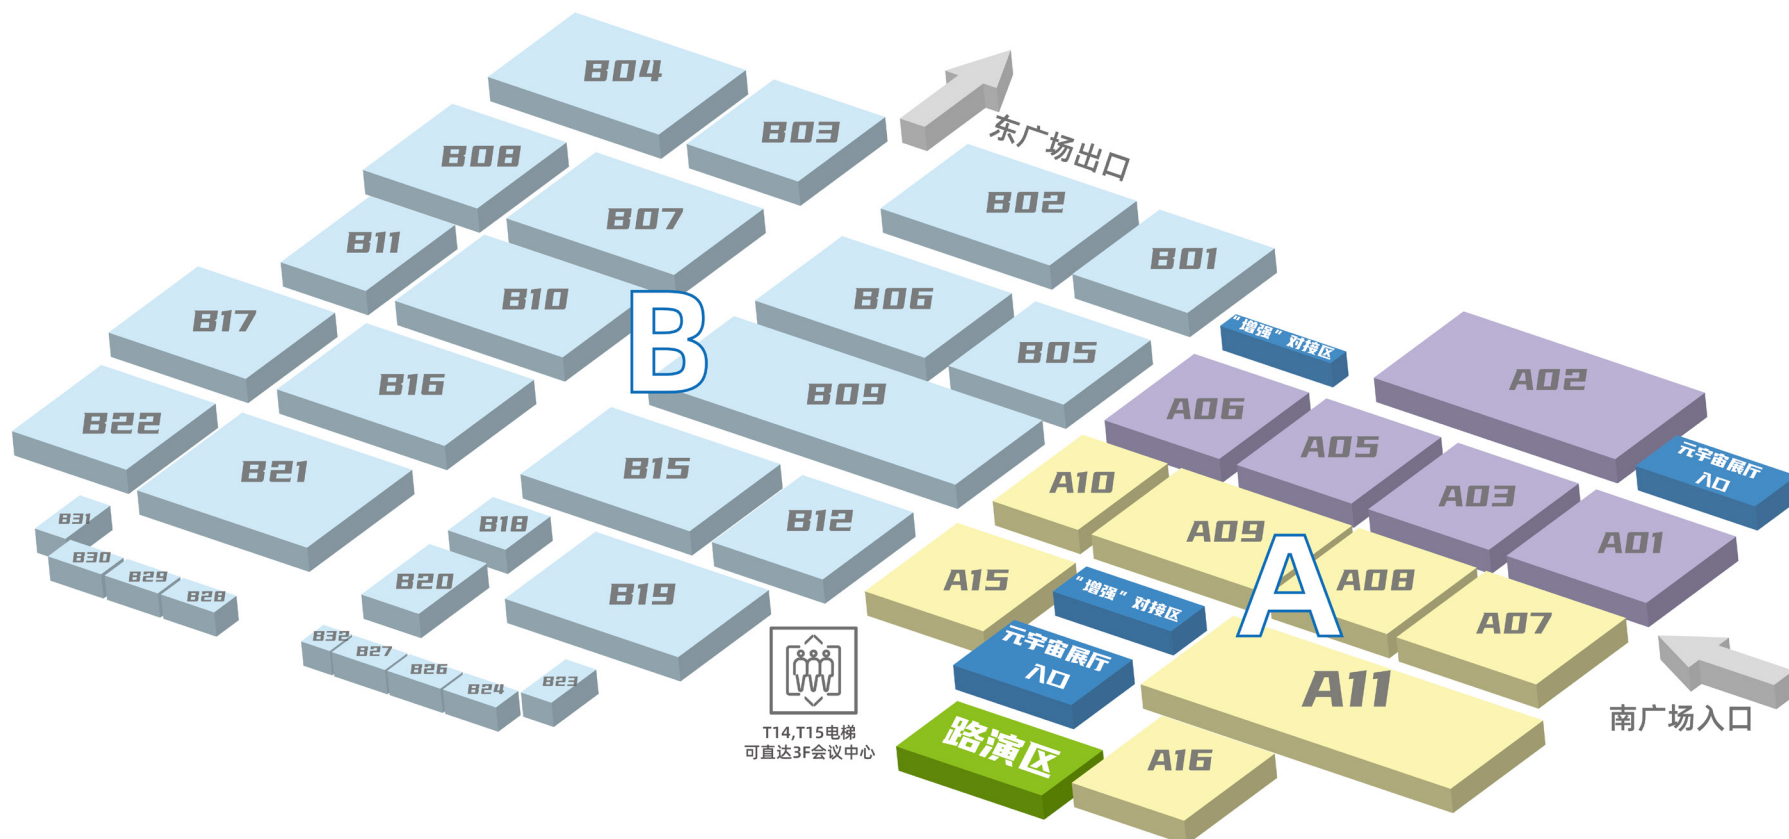 B04
B03
东广场出口
B08
B07
B02
B01
B11
B10
B06
B05
B17
B16
B
B09
"增强"对接区
A02
B22
B21
B15
B12
A06
A05
A03
A01
元宇宙展厅
入口
A10
A09
A08
A07
A
A15
"增强"对接区
元宇宙展厅
入口
A11
南广场入口
路演区
A16
B31
B30
B29
B28
B18
B20
B19
B32
B27
B26
B24
B23
T14,T15电梯
可直达3F会议中心